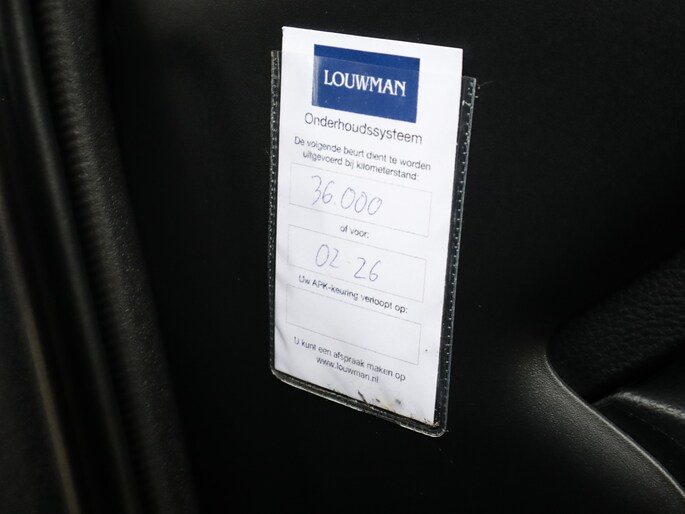 LOUWMAN
Onderhoudssysteem
De volgende beurt dient te worden
uitgevoerd bij kilometerstand:
36.000
of voor:
02-26
Uw APK-keuring verloopt op:
U kunt een afspraak maken op
www.louwman.nl